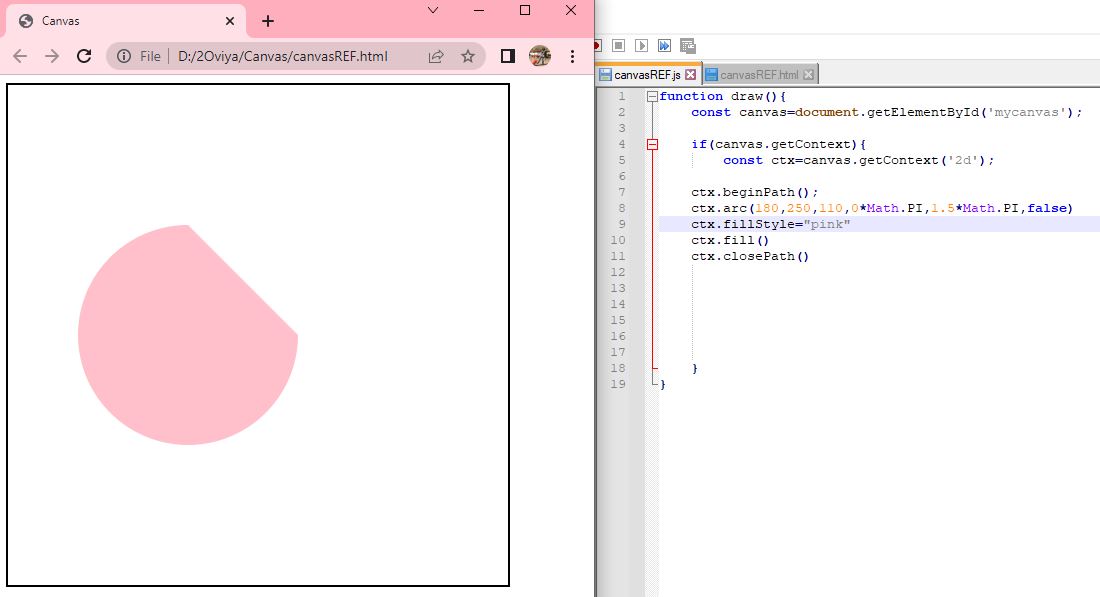 Canvas
File | D:/2Oviya/Canvas/canvasREF.html
canvasREF.js canvasREF.html
1 function draw(){
2 const canvas=document.getElementById('mycanvas');
3
4 if(canvas.getContext){
5 const ctx=canvas.getContext('2d');
6
7 ctx.beginPath();
8 ctx.arc(180,250,110,0*Math.PI,1.5*Math.PI,false)
9 ctx.fillStyle="pink"
10 ctx.fill()
11 ctx.closePath()
12
13
14
15
16
17
18 }
19 }